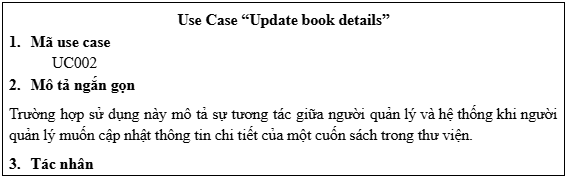 Use Case “Update book details”
1. Mã use case
UC002
2. Mô tả ngắn gọn
Trường hợp sử dụng này mô tả sự tương tác giữa người quản lý và hệ thống khi người
quản lý muốn cập nhật thông tin chi tiết của một cuốn sách trong thư viện.
3. Tác nhân